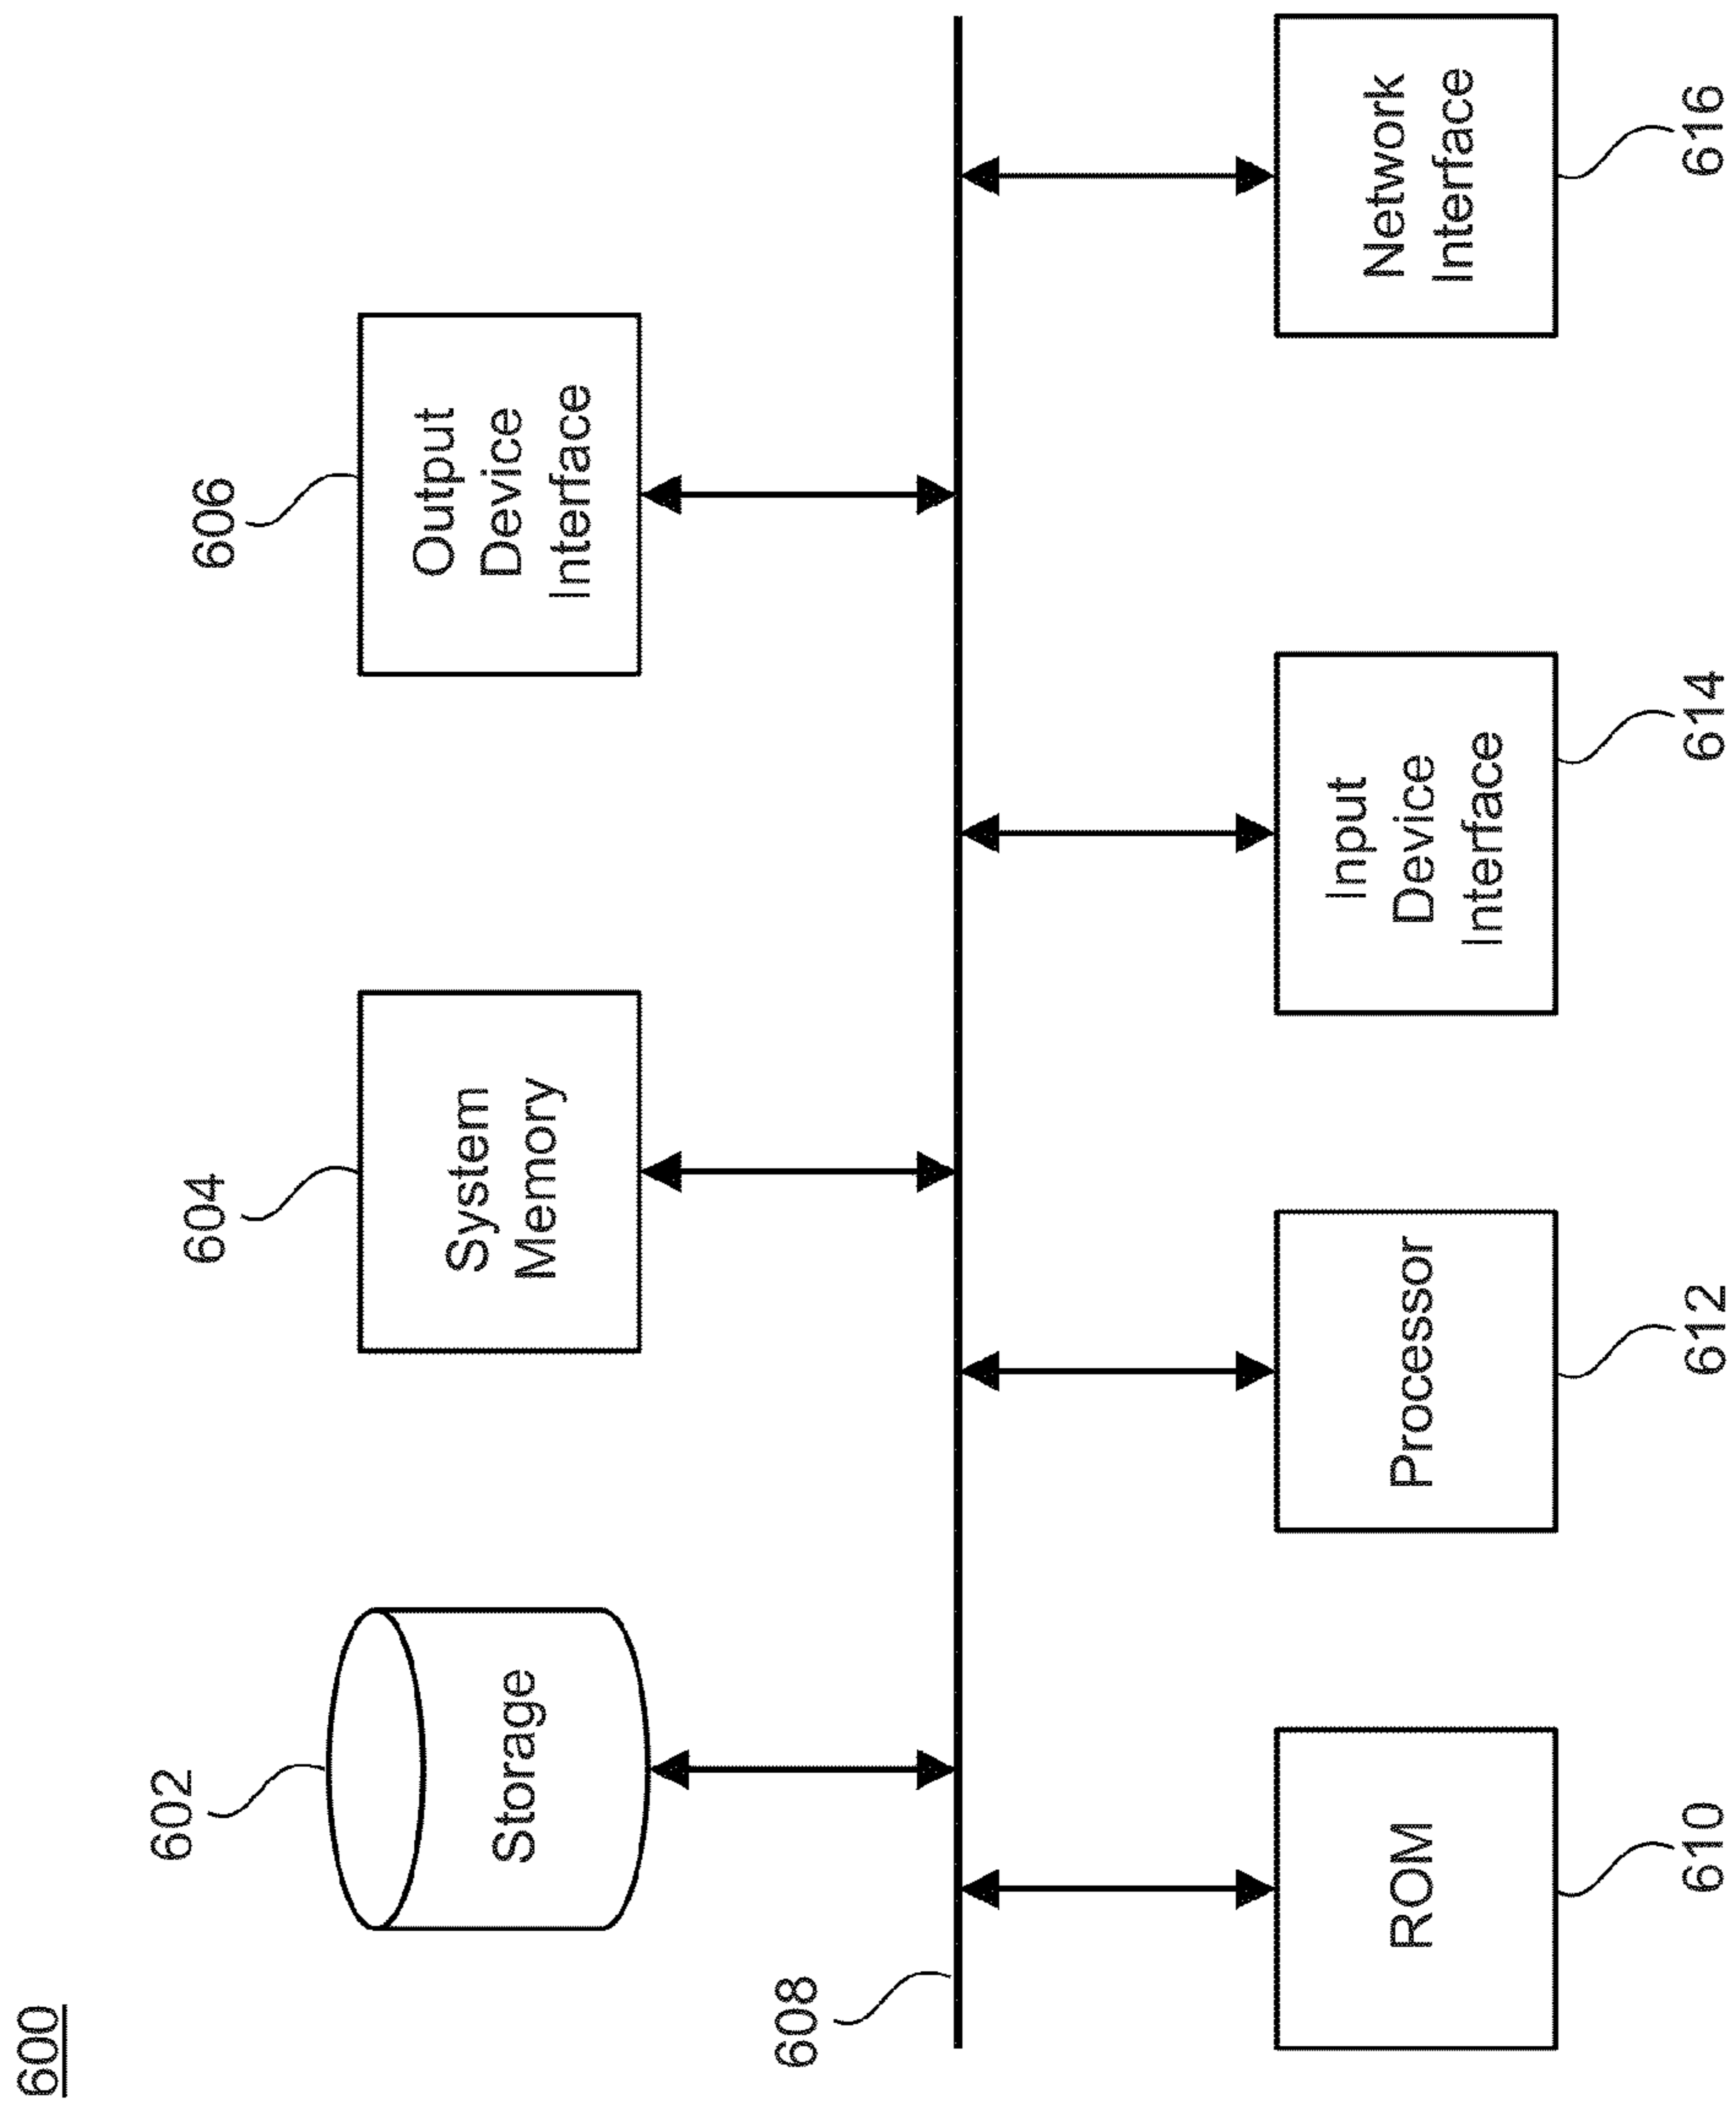 600
602
Storage
604
System
Memory
606
Output
Device
Interface
608
ROM
610
Processor
612
Input
Device
Interface
614
Network
Interface
616